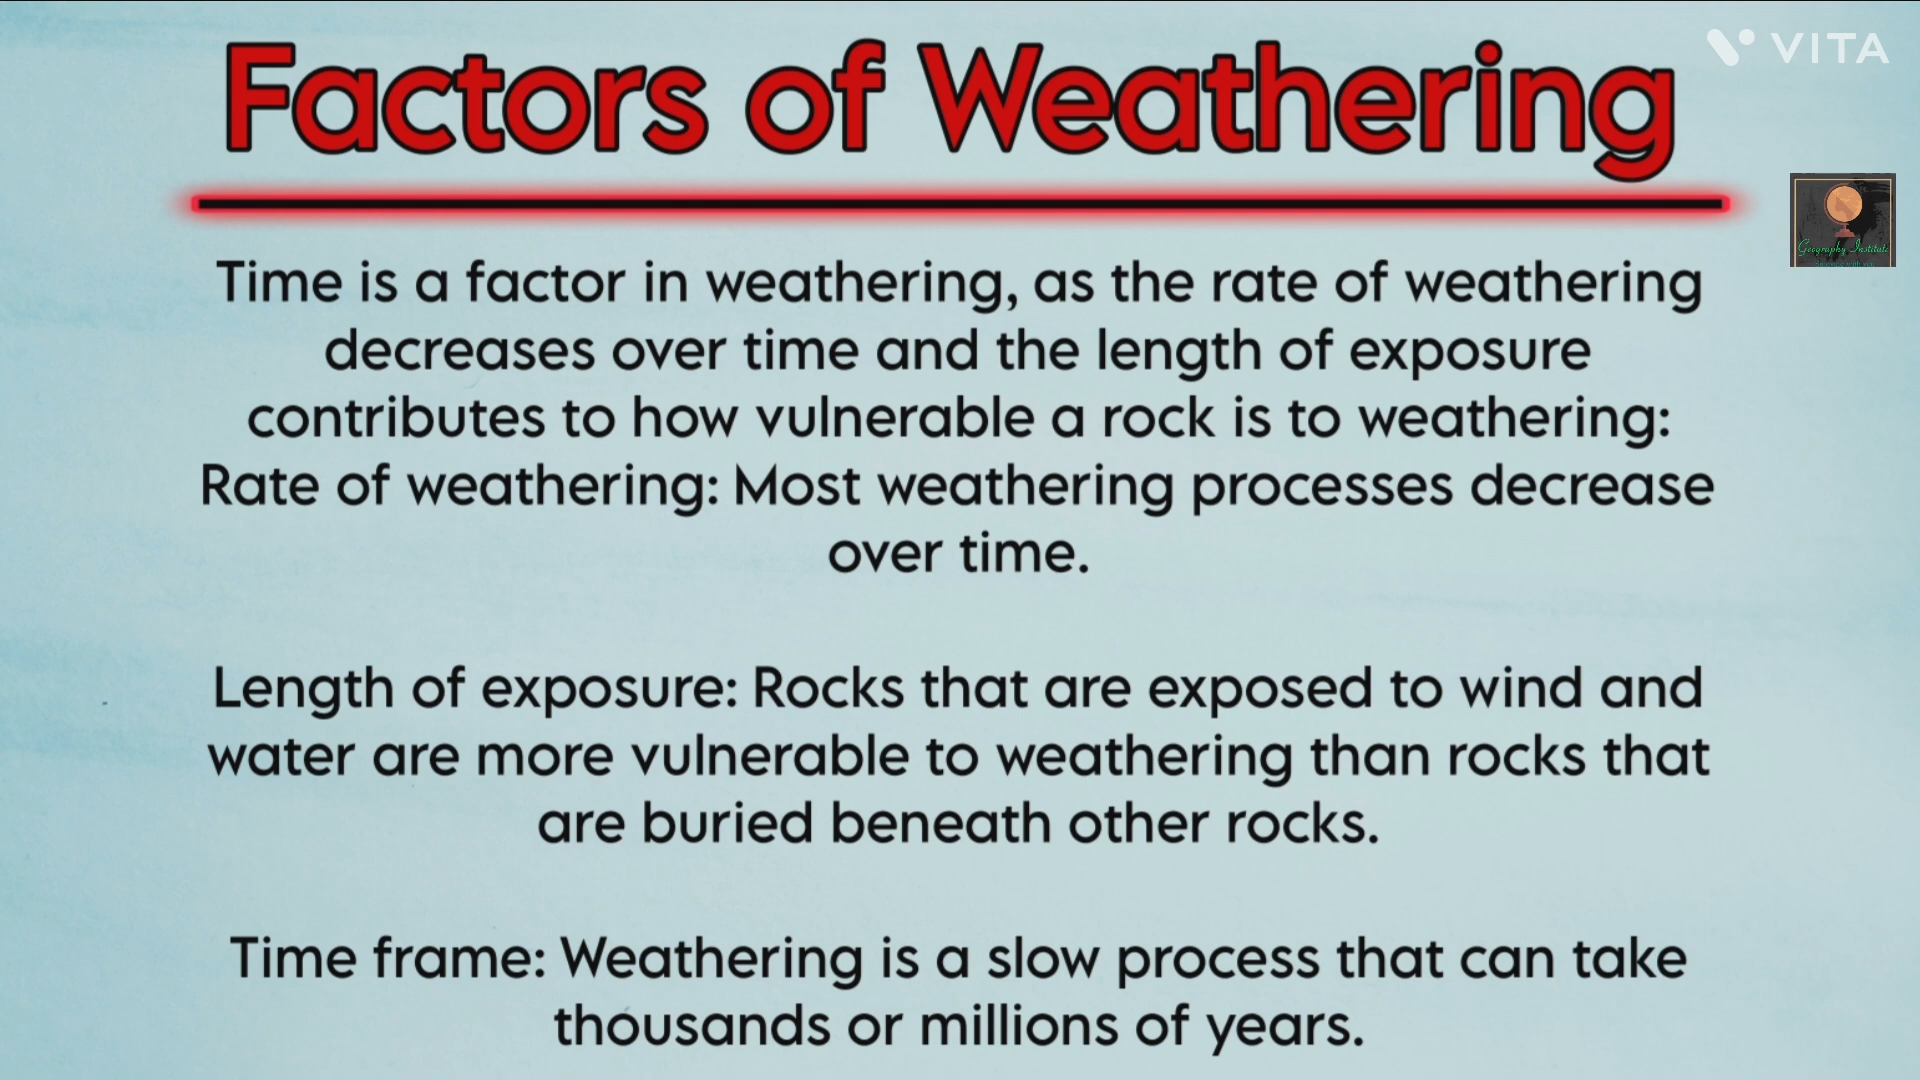 VITA
Factors of Weathering
Geography Institute
Time is a factor in weathering, as the rate of weathering
decreases over time and the length of exposure
contributes to how vulnerable a rock is to weathering:
Rate of weathering: Most weathering processes decrease
over time.
Length of exposure: Rocks that are exposed to wind and
water are more vulnerable to weathering than rocks that
are buried beneath other rocks.
Time frame: Weathering is a slow process that can take
thousands or millions of years.